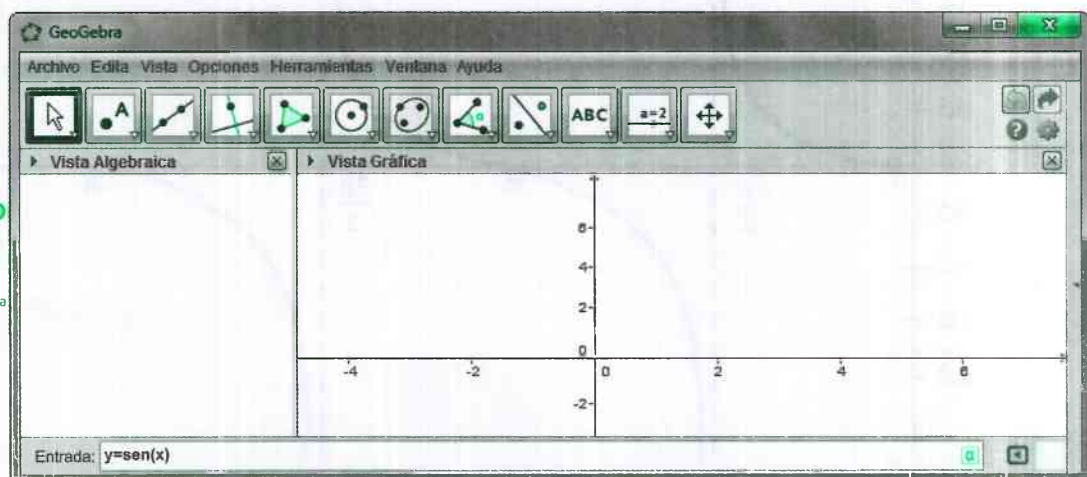 GeoGebra
Archivo Edita Vista Opciones Herramientas Ventana Ayuda
A
α
ABC
a=2
?
Vista Algebraica
Vista Gráfica
6
4
2
0
-4
-2
0
2
4
6
-2
a
Entrada: y=sen(x)
α